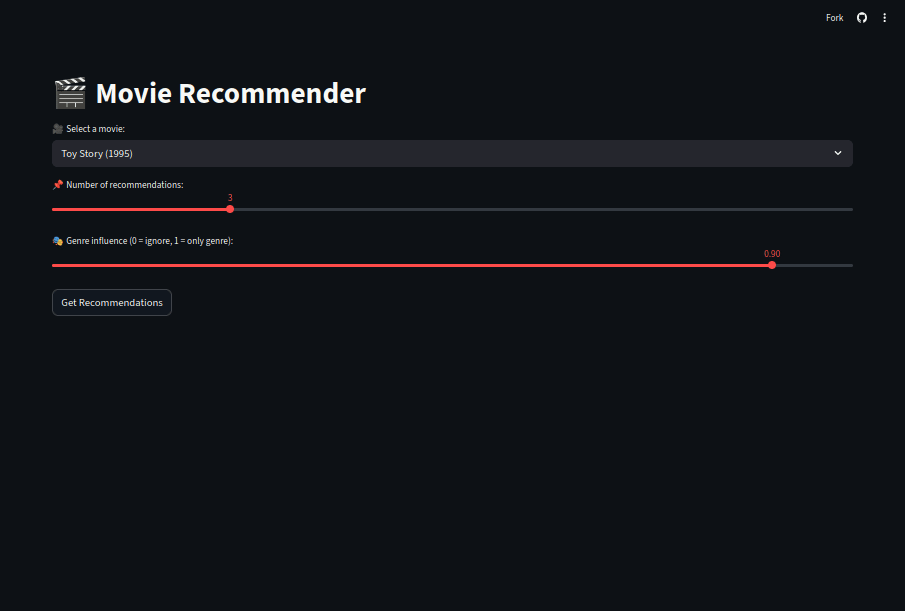 Fork
🎬 Movie Recommender
🎥 Select a movie:
Toy Story (1995)
📌 Number of recommendations:
3
🎭 Genre influence (0 = ignore, 1 = only genre):
0.90
Get Recommendations